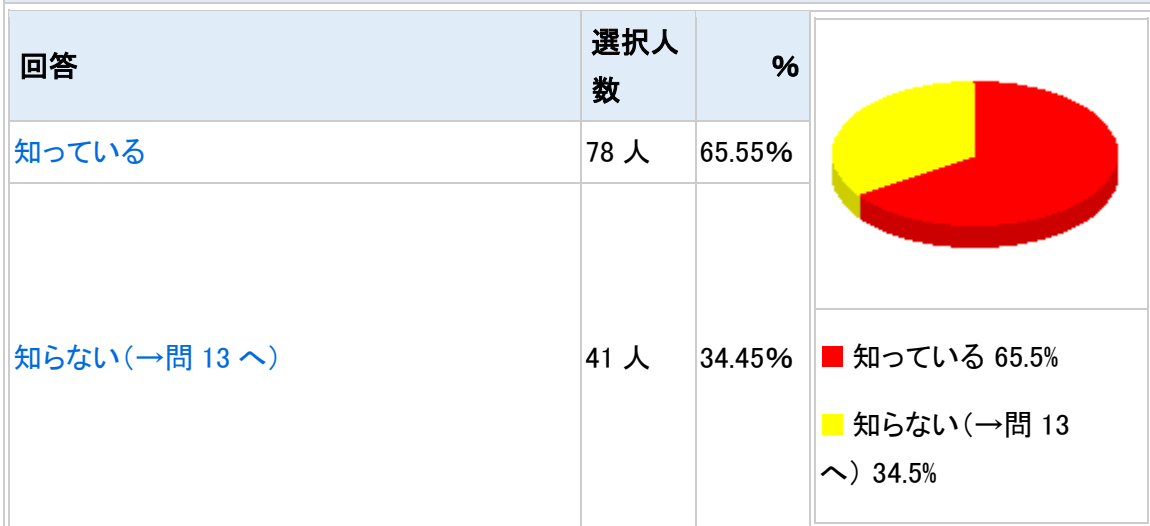 回答
選択人
数
%
知っている
78 人
65.55%
知らない（→問 13 へ）
41 人
34.45%
知っている 65.5%
知らない（→問 13
へ） 34.5%